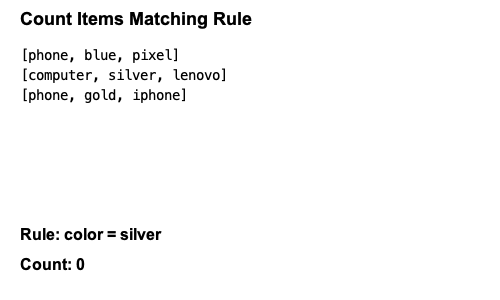 Count Items Matching Rule
[phone, blue, pixel]
[computer, silver, lenovo]
[phone, gold, iphone]
Rule: color = silver
Count: 0